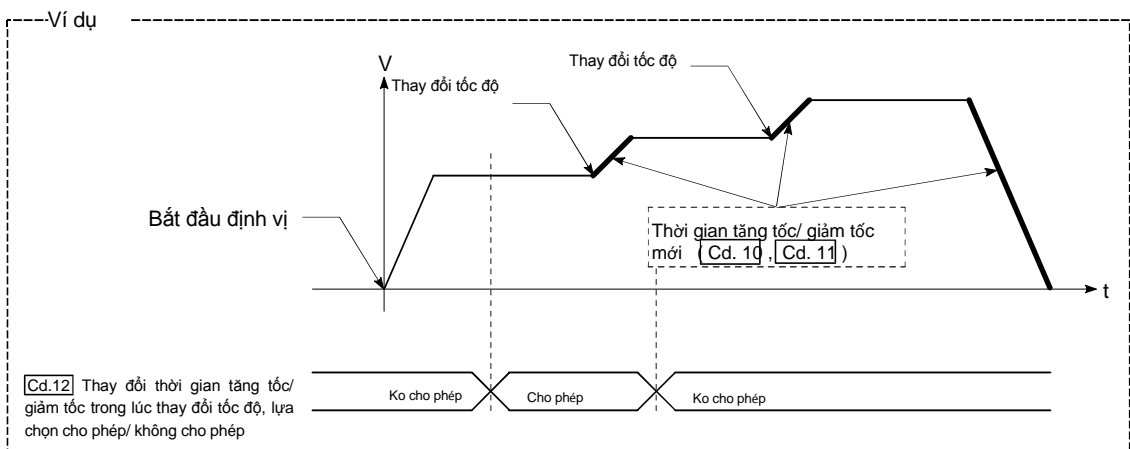 Ví dụ
V
Thay đổi tốc độ
Thay đổi tốc độ
Bắt đầu định vị
Thời gian tăng tốc/ giảm tốc
mới ( Cd. 10 , Cd. 11 )
t
Cd.12 Thay đổi thời gian tăng tốc/
giảm tốc trong lúc thay đổi tốc độ, lựa
chọn cho phép/ không cho phép
Ko cho phép
Cho phép
Ko cho phép